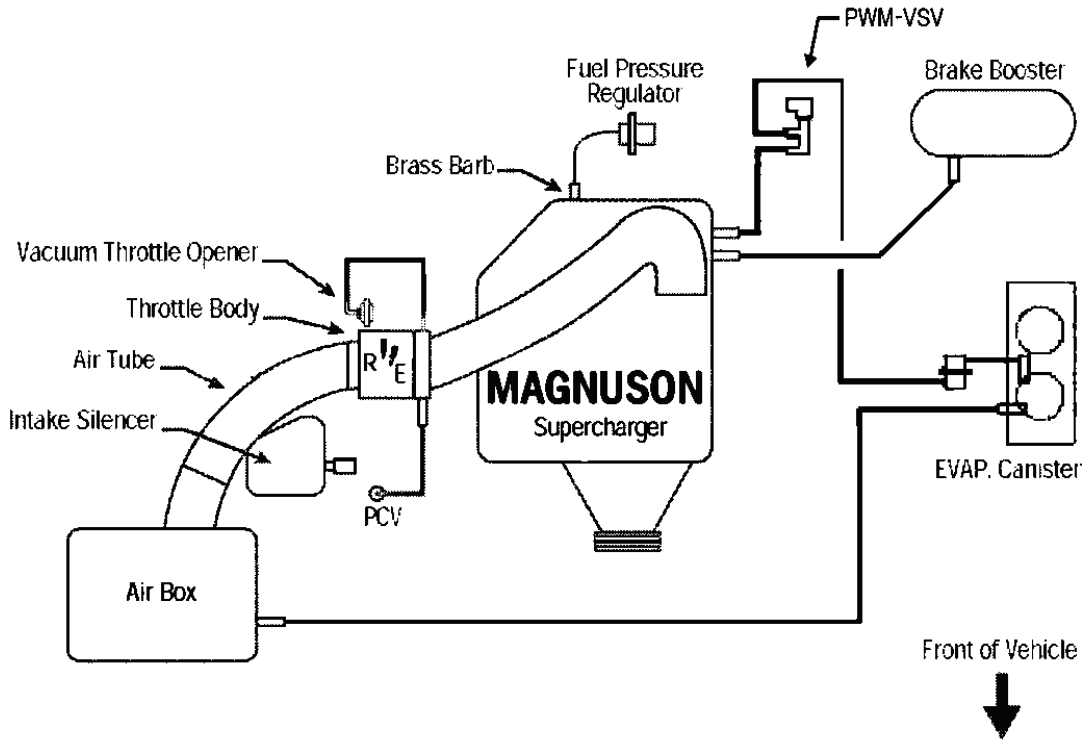 PWM-VSV
Fuel Pressure
Regulator
Brake Booster
Brass Barb
Vacuum Throttle Opener
Throttle Body
Air Tube
R E
MAGNUSON
Supercharger
Intake Silencer
EVAP. Canister
PCV
Air Box
Front of Vehicle